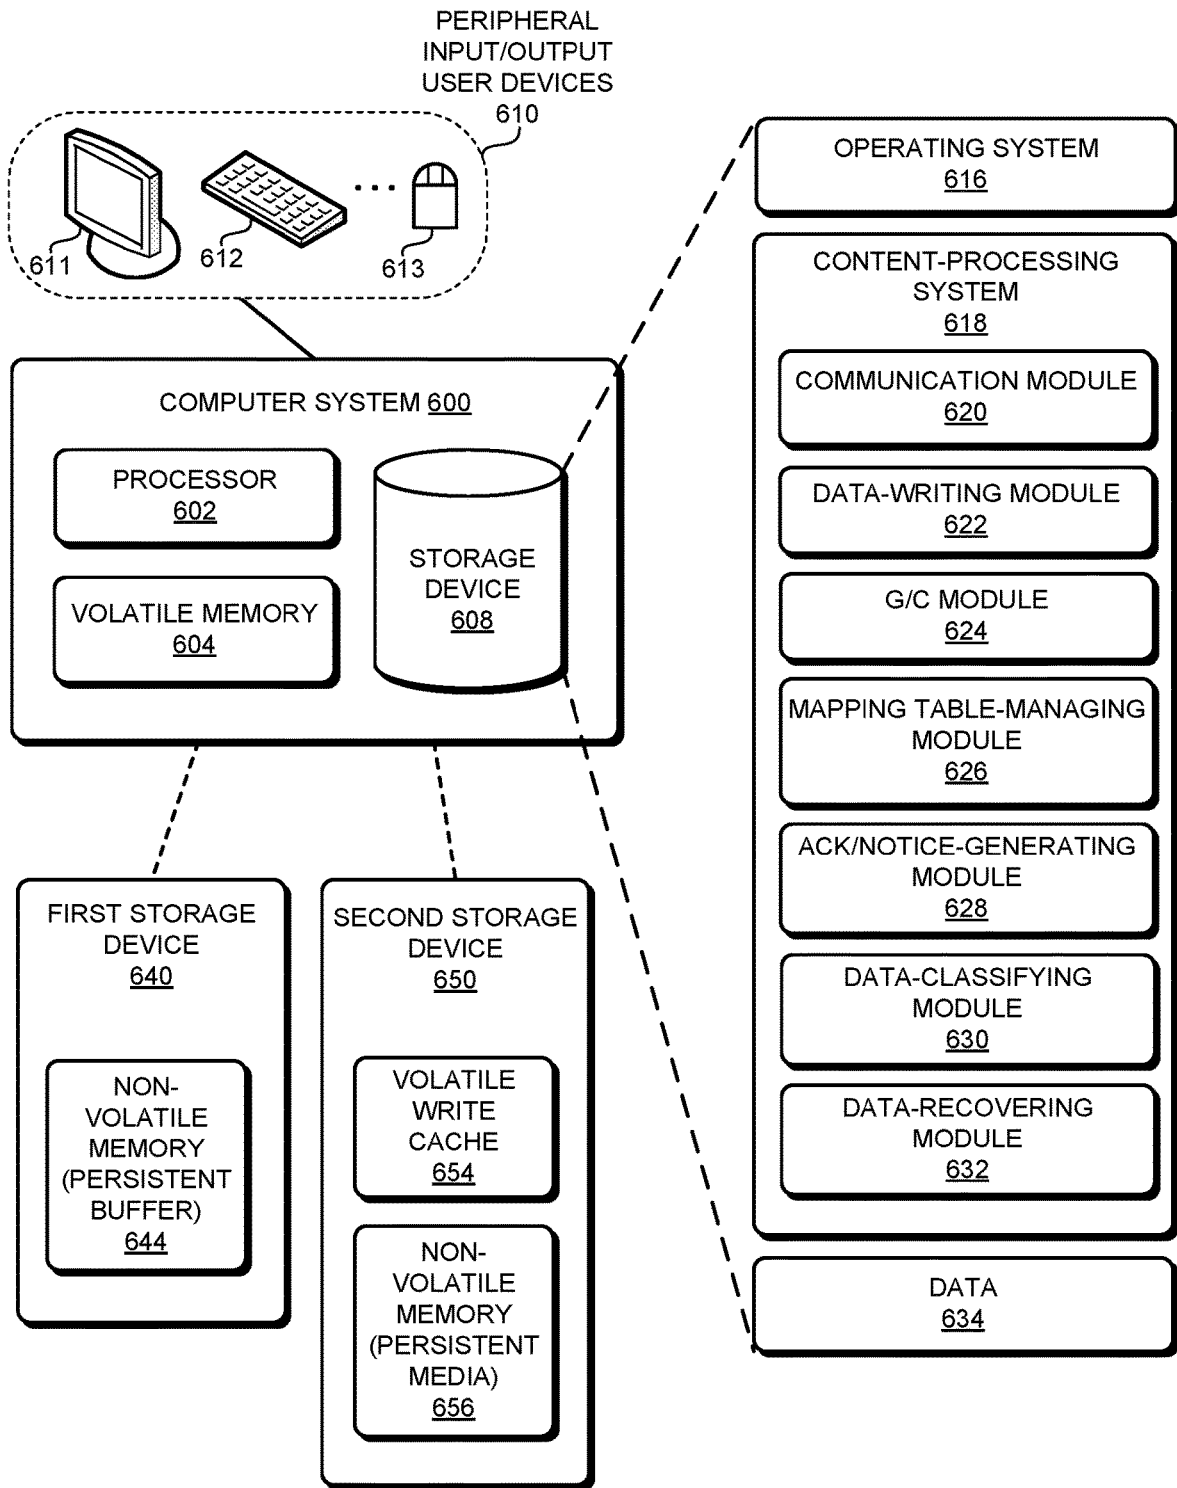 PERIPHERAL
INPUT/OUTPUT
USER DEVICES
610
611
612
613
COMPUTER SYSTEM 600
PROCESSOR
602
VOLATILE MEMORY
604
STORAGE
DEVICE
608
FIRST STORAGE
DEVICE
640
NON-
VOLATILE
MEMORY
(PERSISTENT
BUFFER)
644
SECOND STORAGE
DEVICE
650
VOLATILE
WRITE
CACHE
654
NON-
VOLATILE
MEMORY
(PERSISTENT
MEDIA)
656
OPERATING SYSTEM
616
CONTENT-PROCESSING
SYSTEM
618
COMMUNICATION MODULE
620
DATA-WRITING MODULE
622
G/C MODULE
624
MAPPING TABLE-MANAGING
MODULE
626
ACK/NOTICE-GENERATING
MODULE
628
DATA-CLASSIFYING
MODULE
630
DATA-RECOVERING
MODULE
632
DATA
634